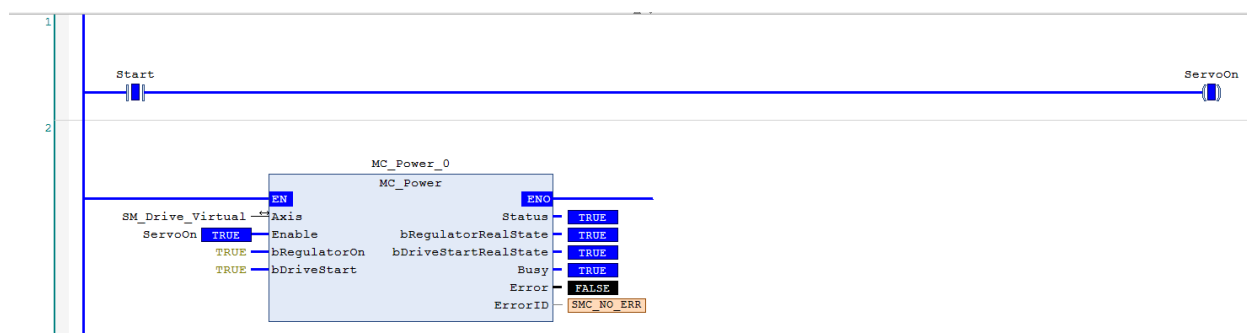 1
Start ServoOn
2
MC_Power_0
MC_Power
EN ENO
SM_Drive_Virtual Axis Status TRUE
ServoOn TRUE Enable bRegulatorRealState TRUE
TRUE bRegulatorOn bDriveStartRealState TRUE
TRUE bDriveStart Busy TRUE
Error FALSE
ErrorID SMC_NO_ERR